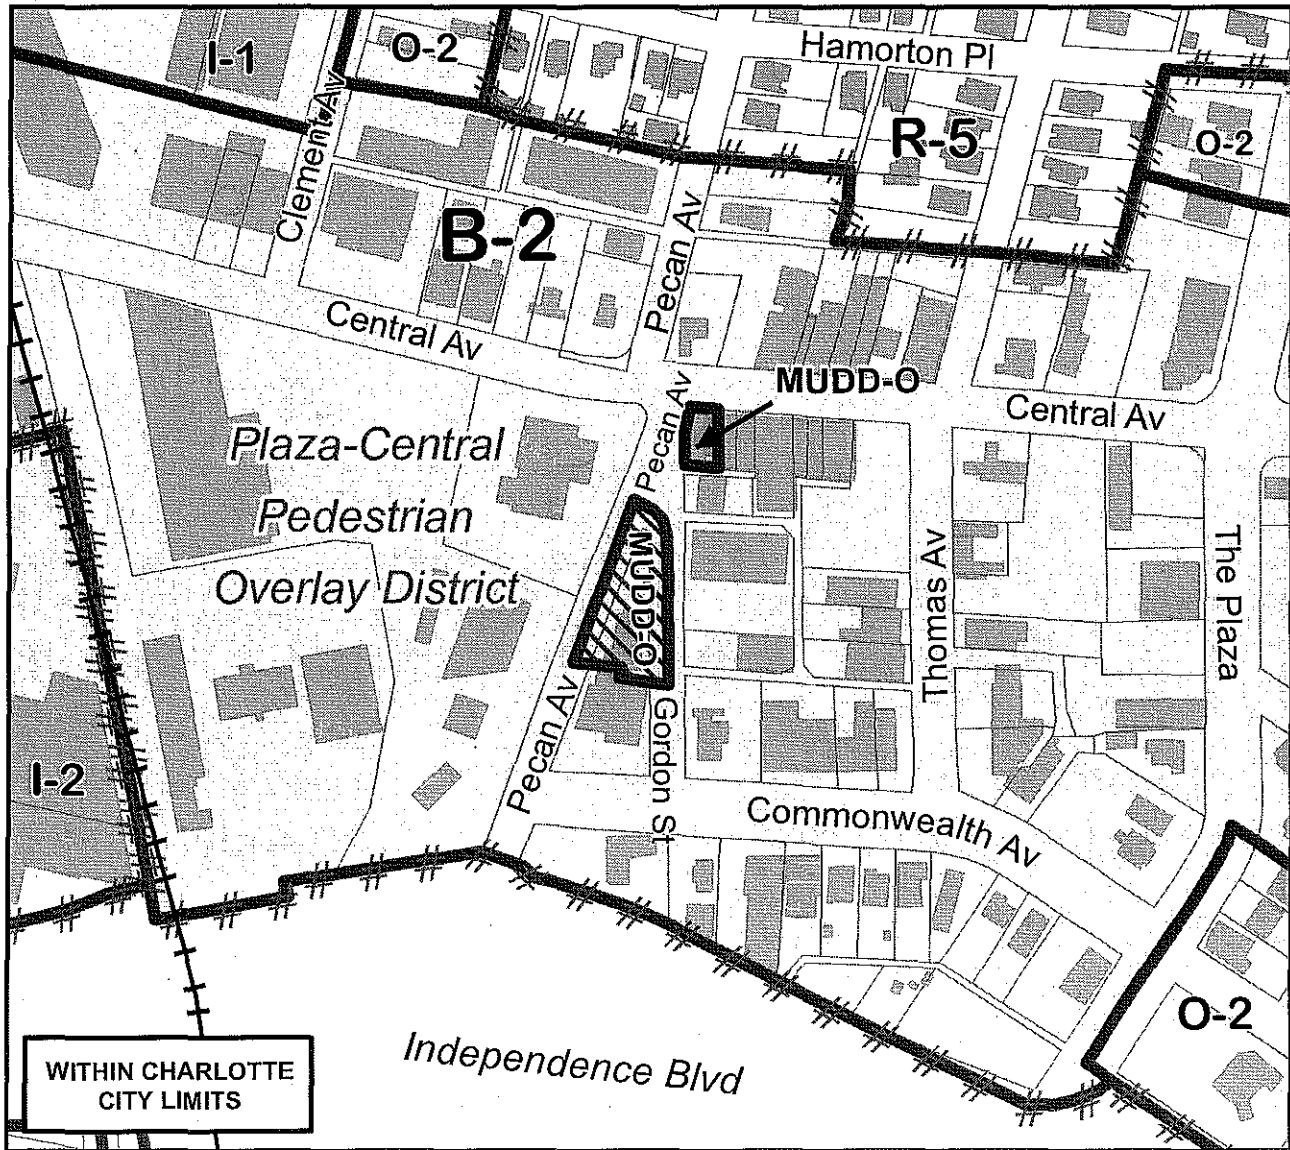 I-1
O-2
Hamorton Pl
R-5
O-2
Clement Av
B-2
Pecan Av
Central Av
MUDD-O
Pecan Av
Central Av
Plaza-Central
Pedestrian
Overlay District
MUDD-O
Thomas Av
The Plaza
Pecan Av
Gordon St
I-2
Commonwealth Av
O-2
Independence Blvd
WITHIN CHARLOTTE
CITY LIMITS